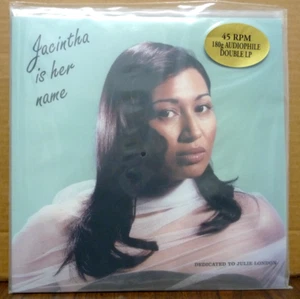 Jacintha
is her
name
45 RPM
180g AUDIOPHILE
DOUBLE LP
DEDICATED TO JULIE LONDON